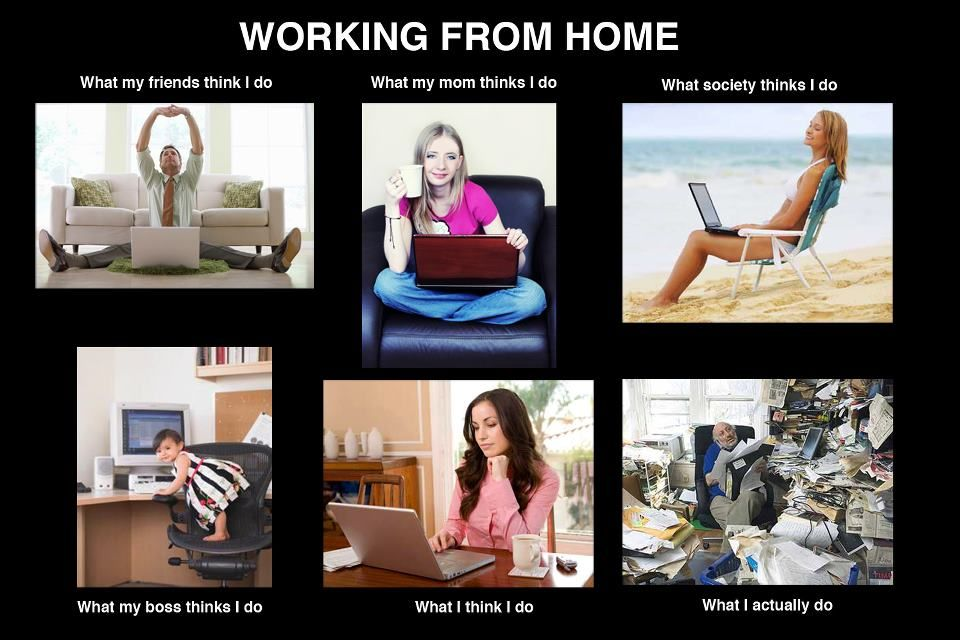 WORKING FROM HOME
What my friends think I do
What my mom thinks I do
What society thinks I do
What my boss thinks I do
What I think I do
What I actually do